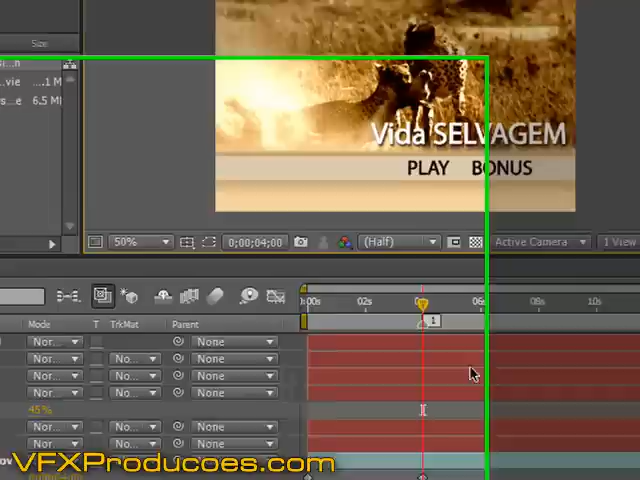 Size
...n
...vie ....1 M
...s...e 6.5 M
Vida SELVAGEM
PLAY BONUS
50% 0;00;04;00 (Half) Active Camera 1 View
:00s 02s 06s 08s 10s
1
Mode T TrkMat Parent
Nor... None
Nor... No... None
Nor... No... None
Nor... No... None
45%
Nor... No... None
Nor... No... None
VFXProducoes.com